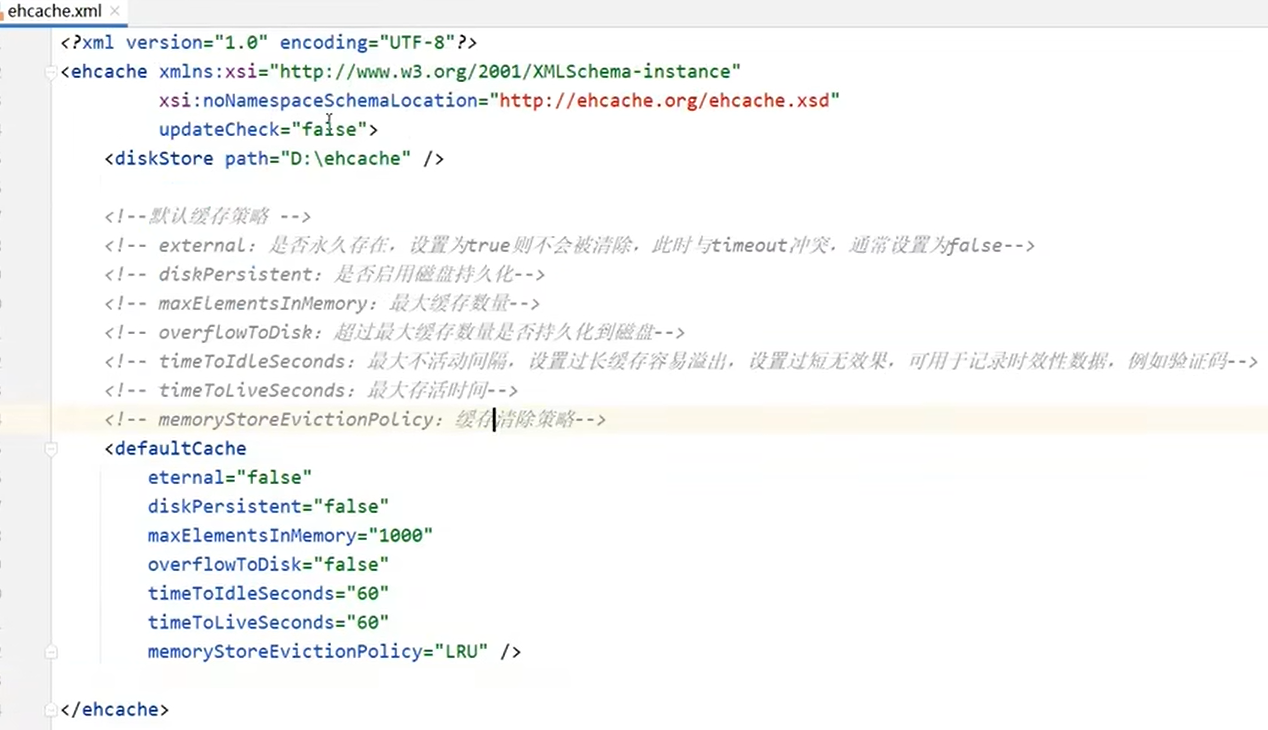 ehcache.xml
<?xml version="1.0" encoding="UTF-8"?>
<ehcache xmlns:xsi="http://www.w3.org/2001/XMLSchema-instance"
xsi:noNamespaceSchemaLocation="http://ehcache.org/ehcache.xsd"
updateCheck="false">
<diskStore path="D:\ehcache" />
<!--默认缓存策略 -->
<!-- external：是否永久存在，设置为true则不会被清除，此时与timeout冲突，通常设置为false-->
<!-- diskPersistent：是否启用磁盘持久化-->
<!-- maxElementsInMemory：最大缓存数量-->
<!-- overflowToDisk：超过最大缓存数量是否持久化到磁盘-->
<!-- timeToIdleSeconds：最大不活动间隔，设置过长缓存容易溢出，设置过短无效果，可用于记录时效性数据，例如验证码-->
<!-- timeToLiveSeconds：最大存活时间-->
<!-- memoryStoreEvictionPolicy：缓存清除策略-->
<defaultCache
eternal="false"
diskPersistent="false"
maxElementsInMemory="1000"
overflowToDisk="false"
timeToIdleSeconds="60"
timeToLiveSeconds="60"
memoryStoreEvictionPolicy="LRU" />
</ehcache>